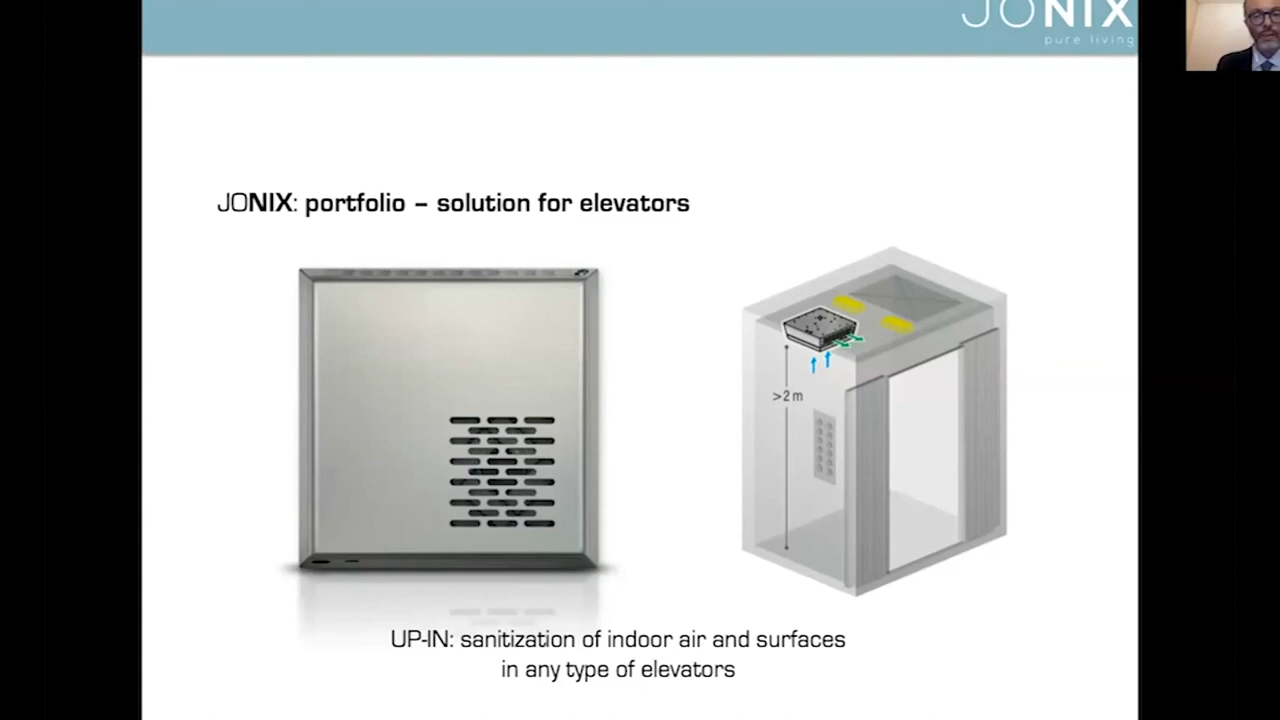 JONIX
pure living
JONIX: portfolio – solution for elevators
>2m
UP-IN: sanitization of indoor air and surfaces
in any type of elevators